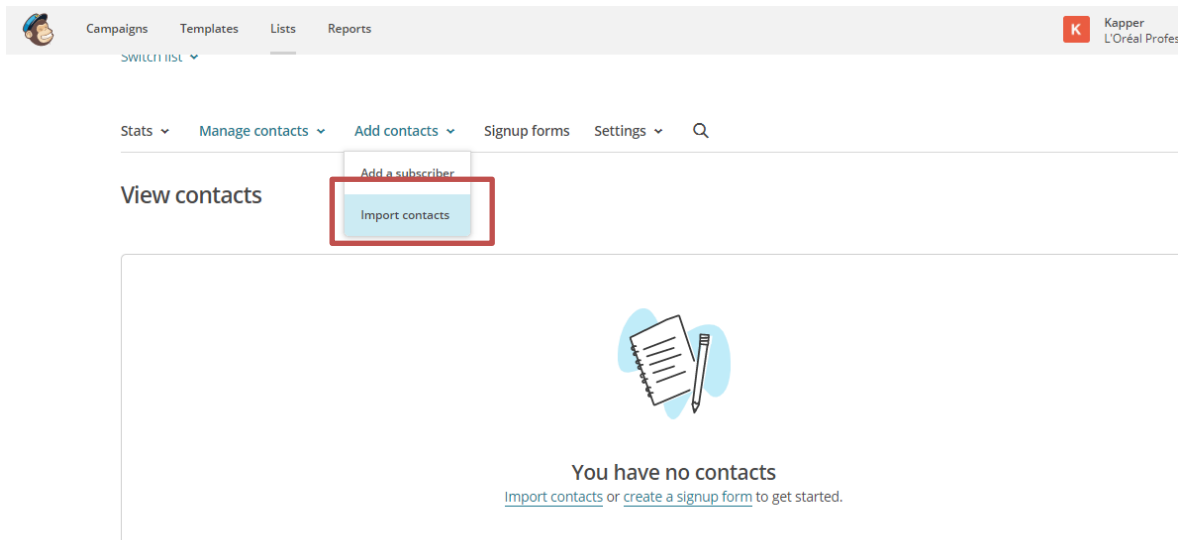 Campaigns Templates Lists Reports
K Kapper
L'Oréal Profes
Switch list
Stats Manage contacts Add contacts Signup forms Settings
Add a subscriber
View contacts
Import contacts
You have no contacts
Import contacts or create a signup form to get started.